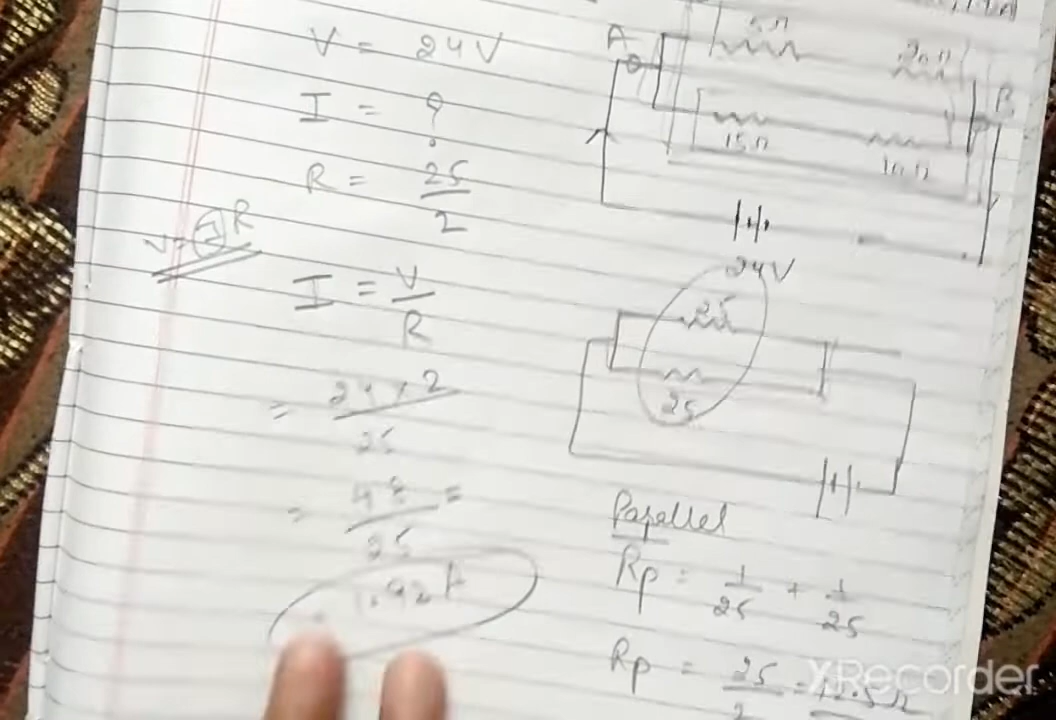 V = 24V
I = ?
R = 25/2
V = IR
I = V/R
= 24 × 2 / 25
= 48/25 =
1.92 A
A
5Ω
20Ω
B
15Ω
10Ω
24V
25
25
Parallel
Rp = 1/25 + 1/25
Rp = 25/2 = 12.5Ω
XRecorder